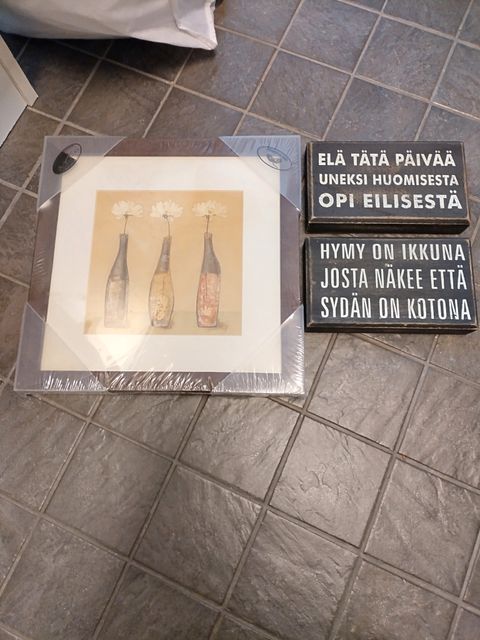 ELÄ TÄTÄ PÄIVÄÄ
UNEKSI HUOMISESTA
OPI EILISESTÄ
HYMY ON IKKUNA
JOSTA NÄKEE ETTÄ
SYDÄN ON KOTONA